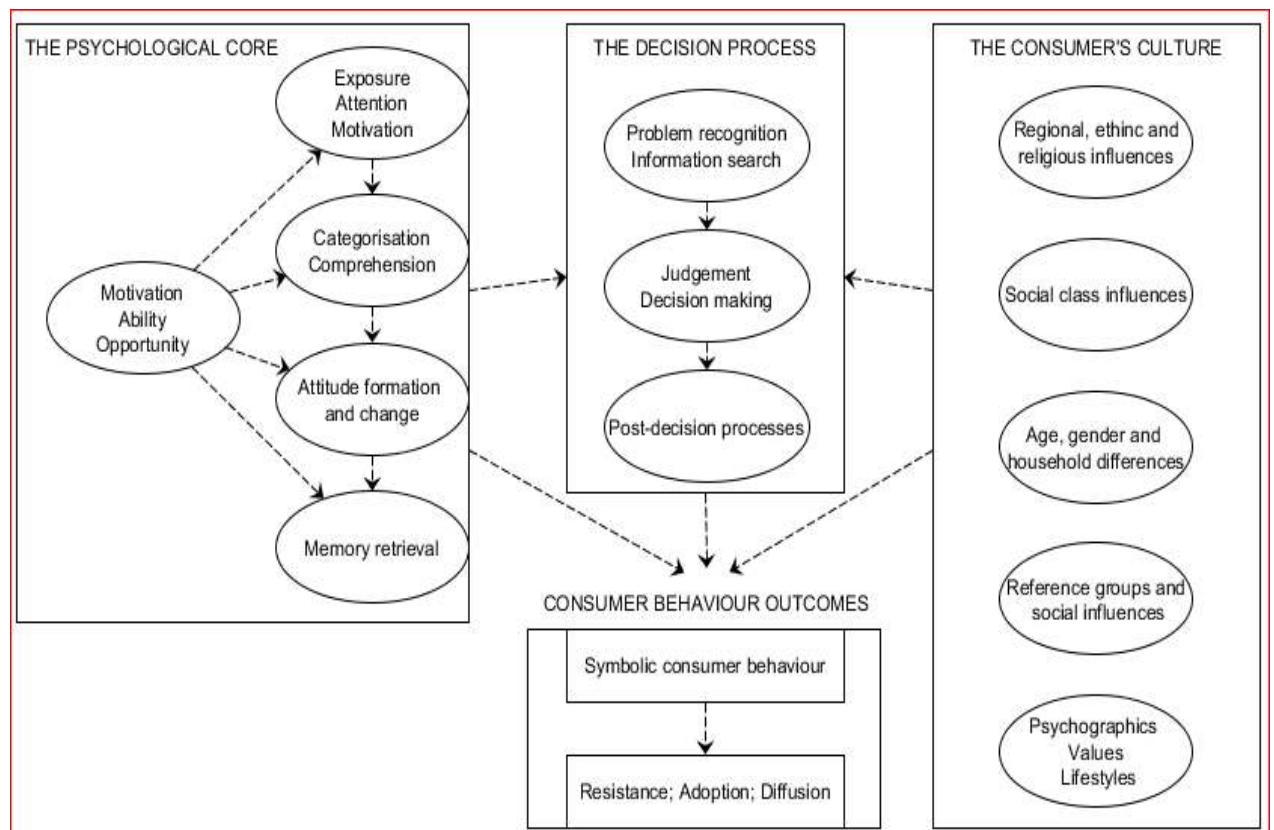 THE PSYCHOLOGICAL CORE
Exposure
Attention
Motivation
Categorisation
Comprehension
Motivation
Ability
Opportunity
Attitude formation
and change
Memory retrieval
THE DECISION PROCESS
Problem recognition
Information search
Judgement
Decision making
Post-decision processes
THE CONSUMER'S CULTURE
Regional, ethinc and
religious influences
Social class influences
Age, gender and
household differences
Reference groups and
social influences
Psychographics
Values
Lifestyles
CONSUMER BEHAVIOUR OUTCOMES
Symbolic consumer behaviour
Resistance; Adoption; Diffusion